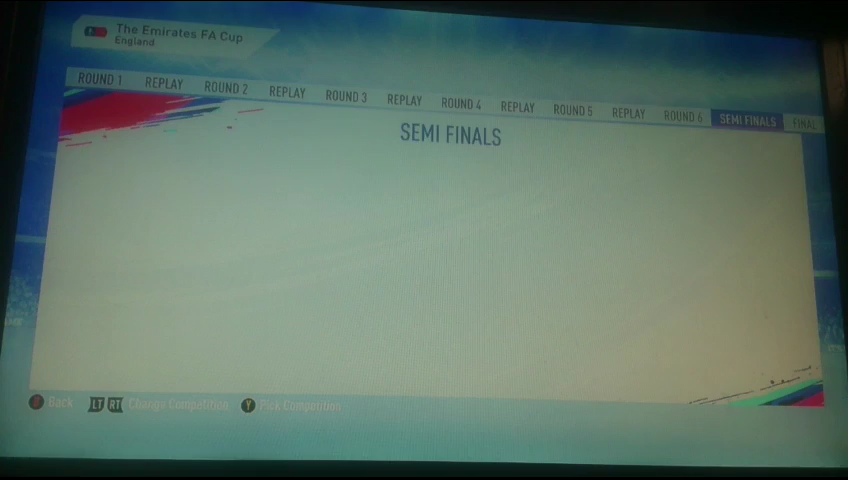 The Emirates FA Cup
England
ROUND 1 REPLAY ROUND 2 REPLAY ROUND 3 REPLAY ROUND 4 REPLAY ROUND 5 REPLAY ROUND 6 SEMI FINALS FINAL
SEMI FINALS
Back LT RT Change Competition Y Pick Competition